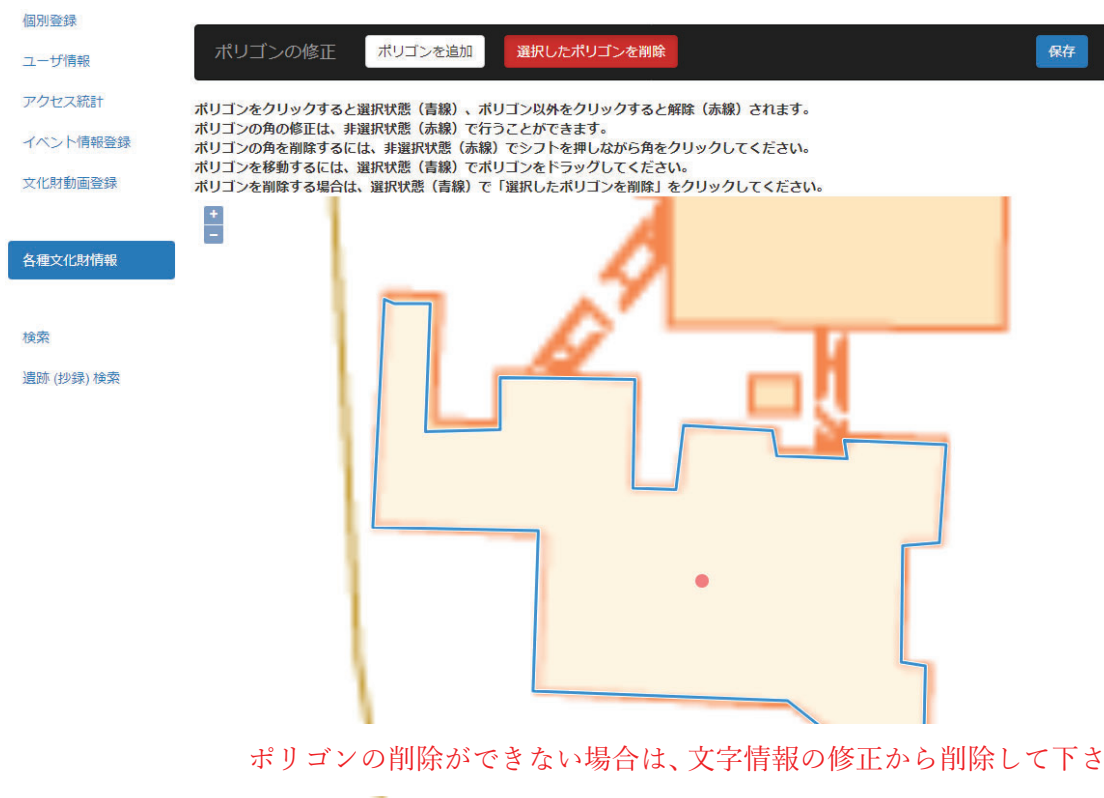 個別登録
ユーザ情報
アクセス統計
イベント情報登録
文化財動画登録
各種文化財情報
検索
遺跡 (抄録) 検索
ポリゴンの修正
ポリゴンを追加
選択したポリゴンを削除
保存
ポリゴンをクリックすると選択状態（青線）、ポリゴン以外をクリックすると解除（赤線）されます。
ポリゴンの角の修正は、非選択状態（赤線）で行うことができます。
ポリゴンの角を削除するには、非選択状態（赤線）でシフトを押しながら角をクリックしてください。
ポリゴンを移動するには、選択状態（青線）でポリゴンをドラッグしてください。
ポリゴンを削除する場合は、選択状態（青線）で「選択したポリゴンを削除」をクリックしてください。
+
−
ポリゴンの削除ができない場合は、文字情報の修正から削除して下さ